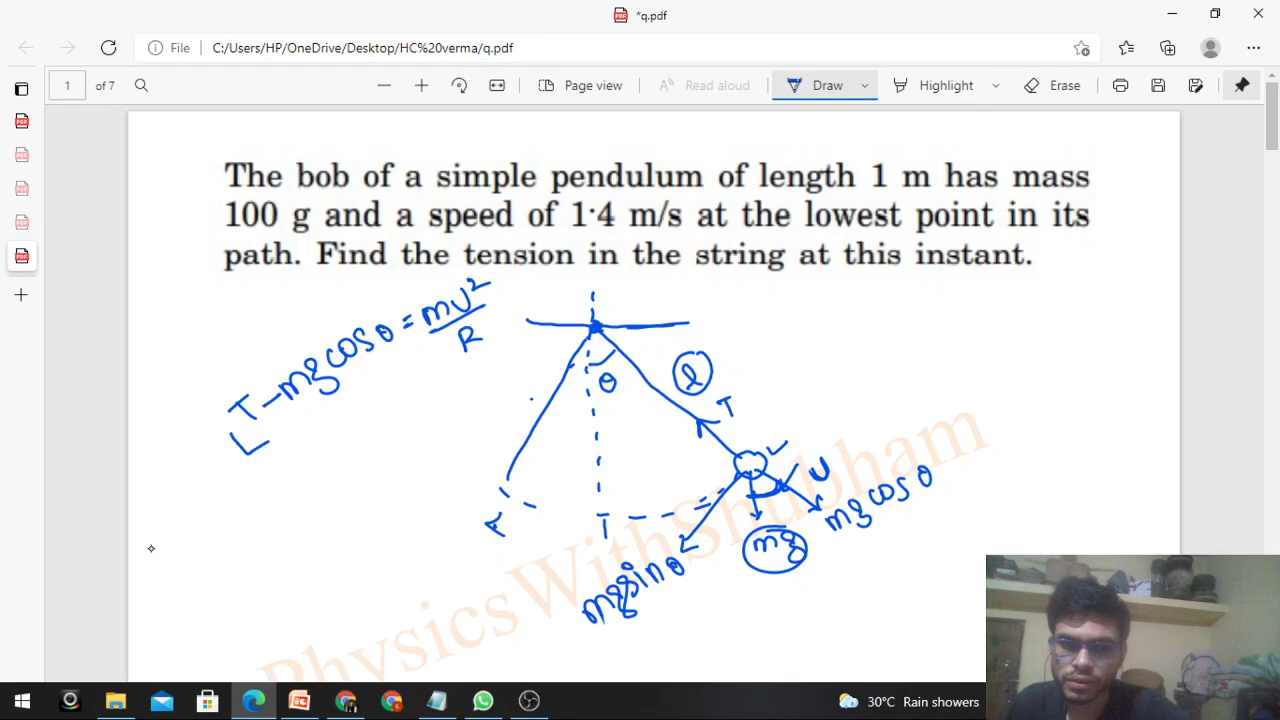 *q.pdf
File C:/Users/HP/OneDrive/Desktop/HC%20verma/q.pdf
1 of 7 Page view Read aloud Draw Highlight Erase
The bob of a simple pendulum of length 1 m has mass
100 g and a speed of 1·4 m/s at the lowest point in its
path. Find the tension in the string at this instant.
T - mg cos θ = mv²/R
θ
l
T
mg cos θ
mg
mg sin θ
PhysicsWithShubham
30°C Rain showers